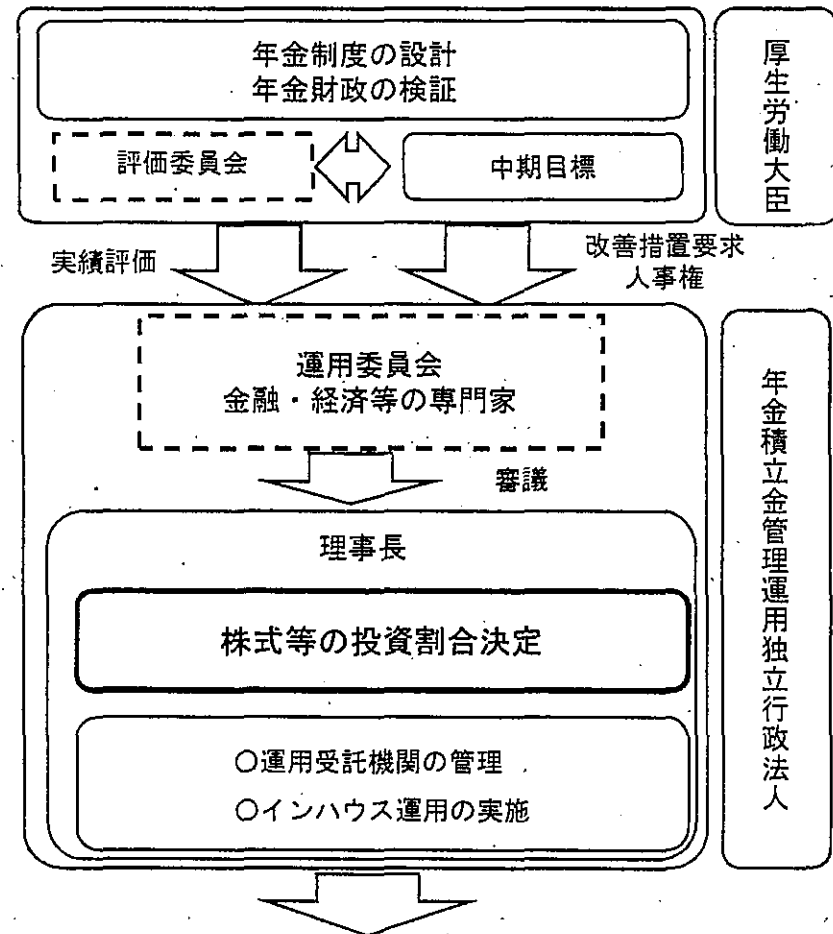 年金制度の設計
年金財政の検証
厚生労働大臣
評価委員会
中期目標
実績評価
改善措置要求
人事権
運用委員会
金融・経済等の専門家
審議
年金積立金管理運用独立行政法人
理事長
株式等の投資割合決定
○運用受託機関の管理
○インハウス運用の実施